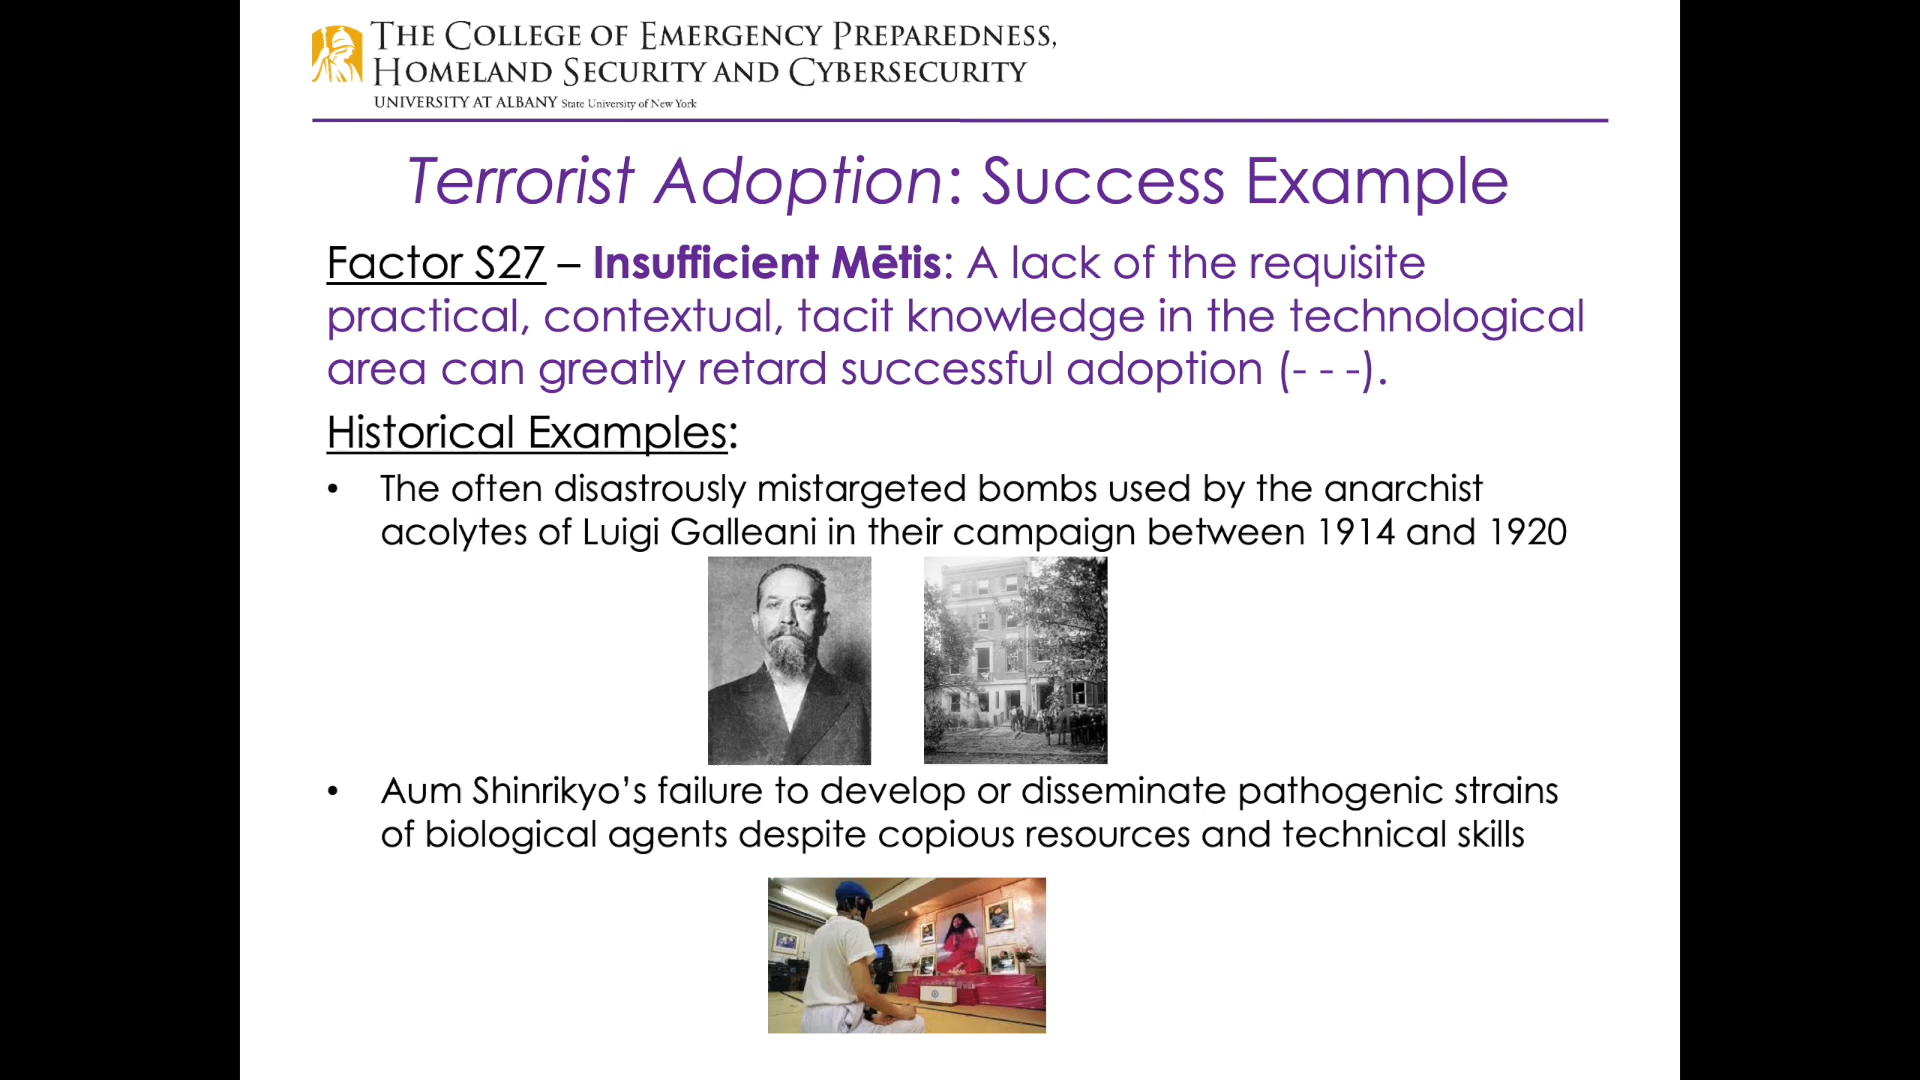 THE COLLEGE OF EMERGENCY PREPAREDNESS,
HOMELAND SECURITY AND CYBERSECURITY
UNIVERSITY AT ALBANY State University of New York
Terrorist Adoption: Success Example
Factor S27 – Insufficient Mētis: A lack of the requisite
practical, contextual, tacit knowledge in the technological
area can greatly retard successful adoption (- - -).
Historical Examples:
• The often disastrously mistargeted bombs used by the anarchist
acolytes of Luigi Galleani in their campaign between 1914 and 1920
• Aum Shinrikyo’s failure to develop or disseminate pathogenic strains
of biological agents despite copious resources and technical skills